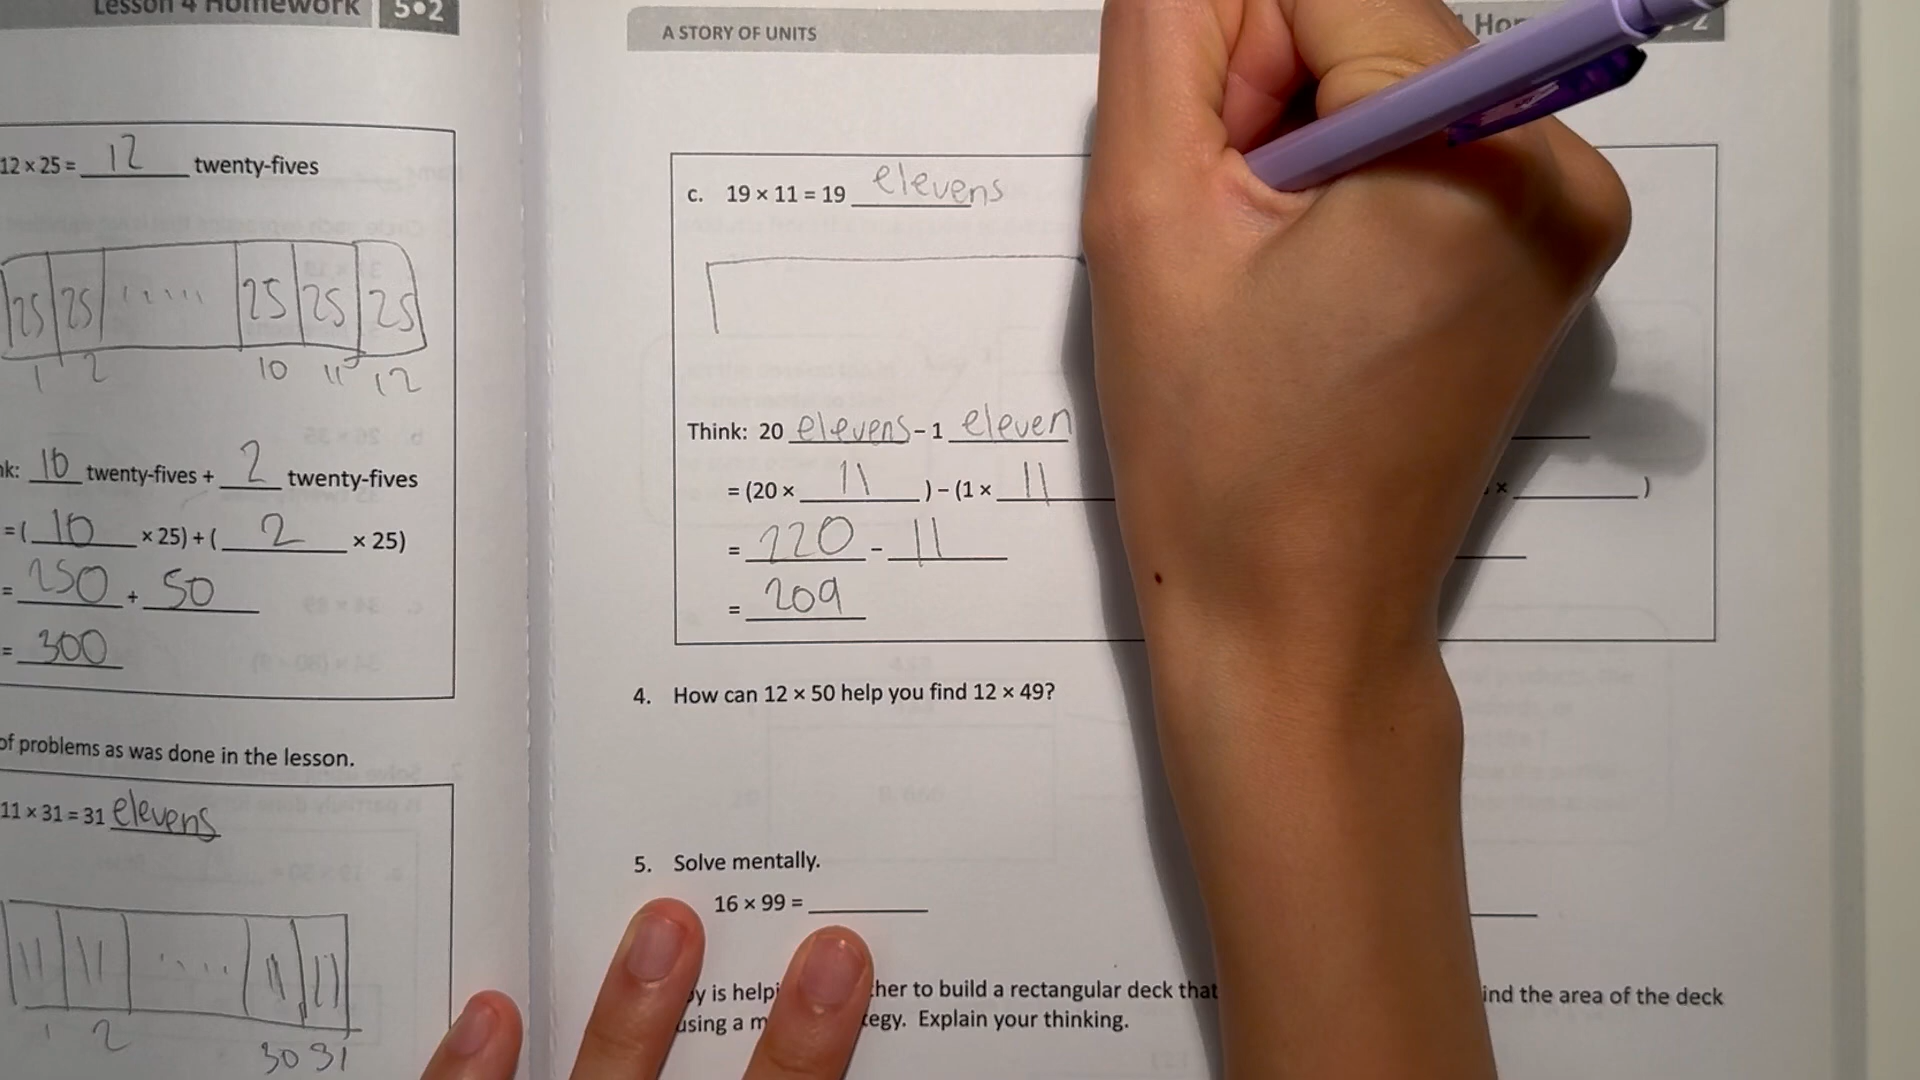 Lesson 4 Homework 5•2
12 × 25 = 12 twenty-fives
25 25 ..... 25 25 25
1 2 10 11 12
10 twenty-fives + 2 twenty-fives
= ( 10 × 25) + ( 2 × 25)
= 250 + 50
= 300
of problems as was done in the lesson.
11 × 31 = 31 elevens
11 11 ..... 11 11
1 2 30 31
A STORY OF UNITS
c. 19 × 11 = 19 elevens
Think: 20 elevens – 1 eleven
= (20 × 11 ) – (1 × 11
× ________ )
= 220 - 11
= 209
4. How can 12 × 50 help you find 12 × 49?
5. Solve mentally.
16 × 99 = ________
to build a rectangular deck that
find the area of the deck
using a
Explain your thinking.